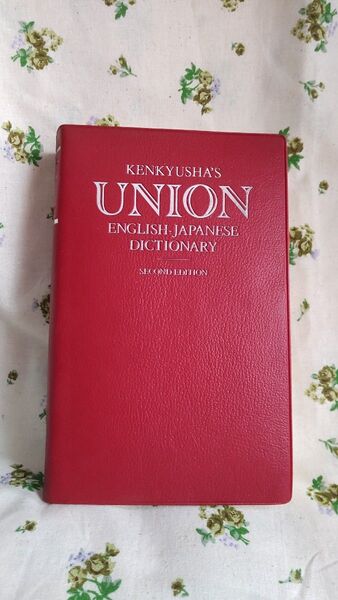 KENKYUSHA'S
UNION
ENGLISH-JAPANESE
DICTIONARY
SECOND EDITION